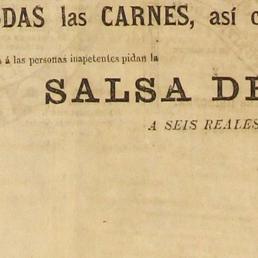 DAS las CARNES, así
á las personas inapetentes pidan la
SALSA DE
A SEIS REALES